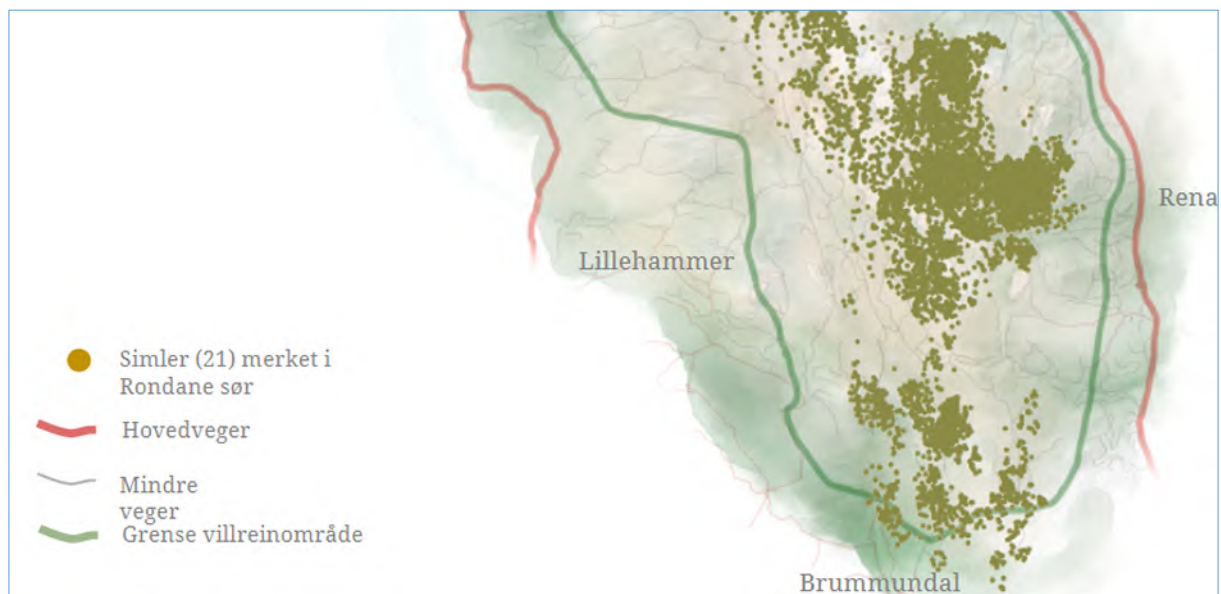 Rena
Lillehammer
Simler (21) merket i
Rondane sør
Hovedveger
Mindre
veger
Grense villreinområde
Brummundal